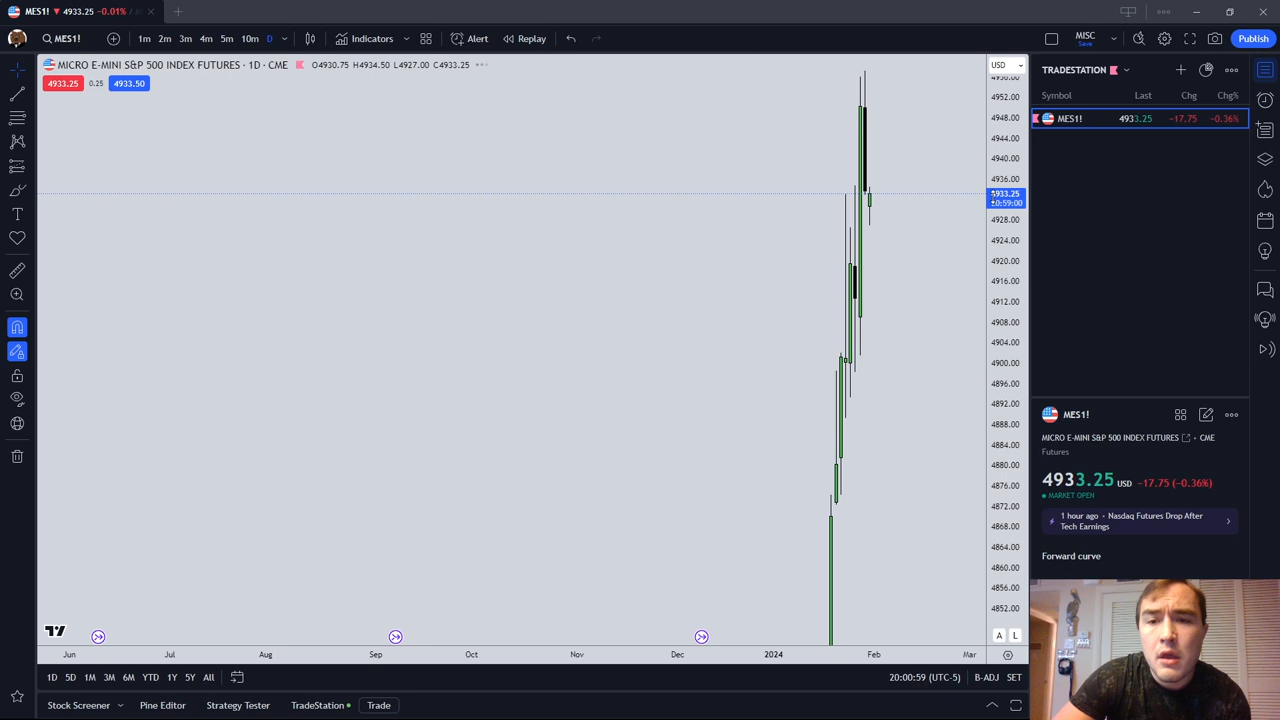 MES1! 4933.25 −0.01%
MES1! 1m 2m 3m 4m 5m 10m D Indicators Alert Replay MISC Save Publish
MICRO E-MINI S&P 500 INDEX FUTURES · 1D · CME O4930.75 H4934.50 L4927.00 C4933.25
4933.25 0.25 4933.50
USD
4956.00
4952.00
4948.00
4944.00
4940.00
4936.00
4933.25
4928.00
4924.00
4920.00
4916.00
4912.00
4908.00
4904.00
4900.00
4896.00
4892.00
4888.00
4884.00
4880.00
4876.00
4872.00
4868.00
4864.00
4860.00
4856.00
4852.00
A L
Jun Jul Aug Sep Oct Nov Dec 2024 Feb Mar
1D 5D 1M 3M 6M YTD 1Y 5Y All 20:00:59 (UTC-5) B-ADJ SET
Stock Screener Pine Editor Strategy Tester TradeStation Trade
TRADESTATION
Symbol Last Chg Chg%
MES1! 4933.25 −17.75 −0.36%
MES1!
MICRO E-MINI S&P 500 INDEX FUTURES • CME
Futures
4933.25 USD −17.75 (−0.36%)
MARKET OPEN
1 hour ago • Nasdaq Futures Drop After
Tech Earnings
Forward curve